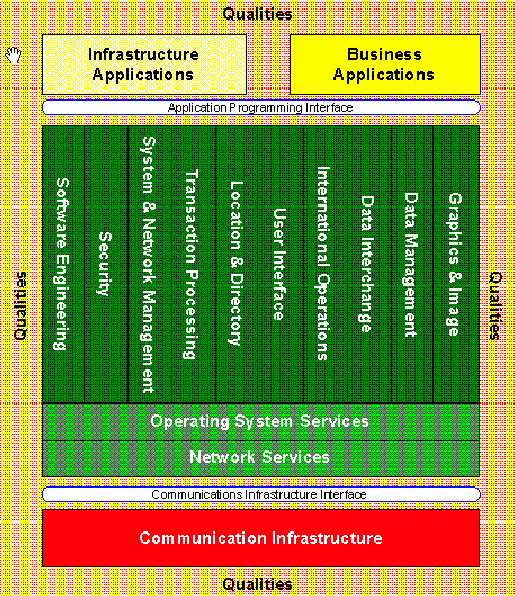 Qualities
Infrastructure
Applications
Business
Applications
Application Programming Interface
Qualities
Software Engineering
Security
System & Network Management
Transaction Processing
Location & Directory
User Interface
International Operations
Data Interchange
Data Management
Graphics & Image
Qualities
Operating System Services
Network Services
Communications Infrastructure Interface
Communication Infrastructure
Qualities